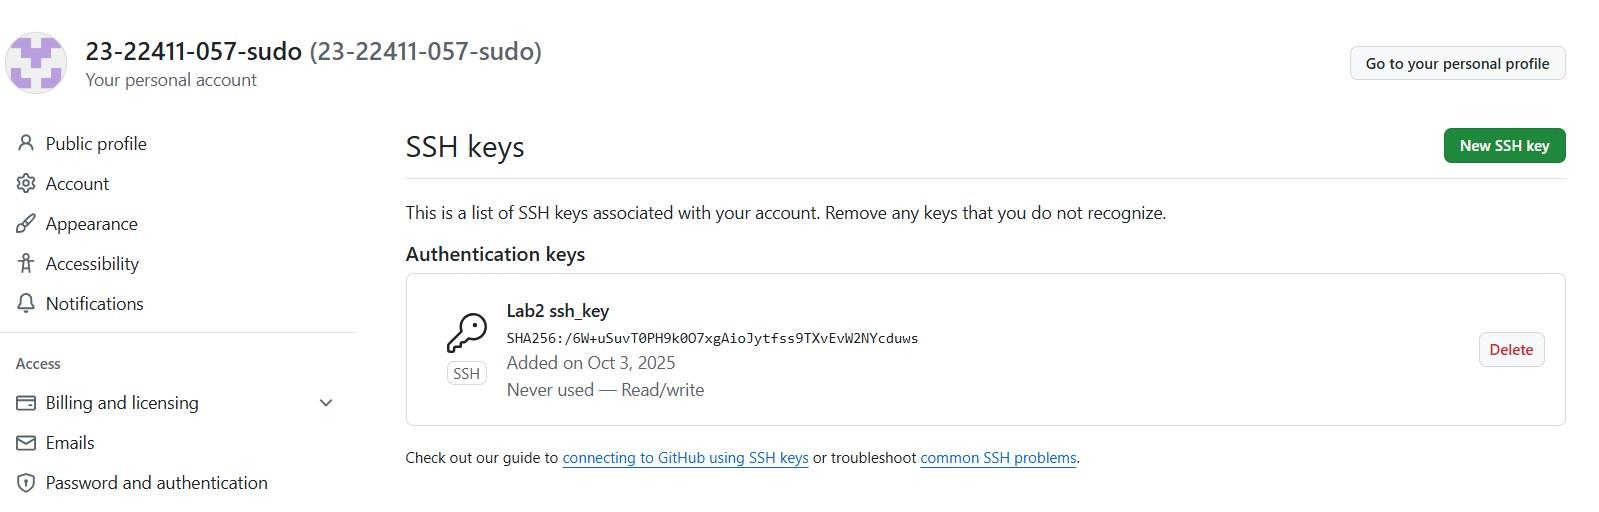 23-22411-057-sudo (23-22411-057-sudo)
Your personal account
Go to your personal profile
Public profile
Account
Appearance
Accessibility
Notifications
Access
Billing and licensing
Emails
Password and authentication
SSH keys
New SSH key
This is a list of SSH keys associated with your account. Remove any keys that you do not recognize.
Authentication keys
Lab2 ssh_key
SHA256:/6W+uSuvT0PH9k0O7xgAioJytfss9TXvEvW2NYcduws
Added on Oct 3, 2025
Never used — Read/write
SSH
Delete
Check out our guide to connecting to GitHub using SSH keys or troubleshoot common SSH problems.